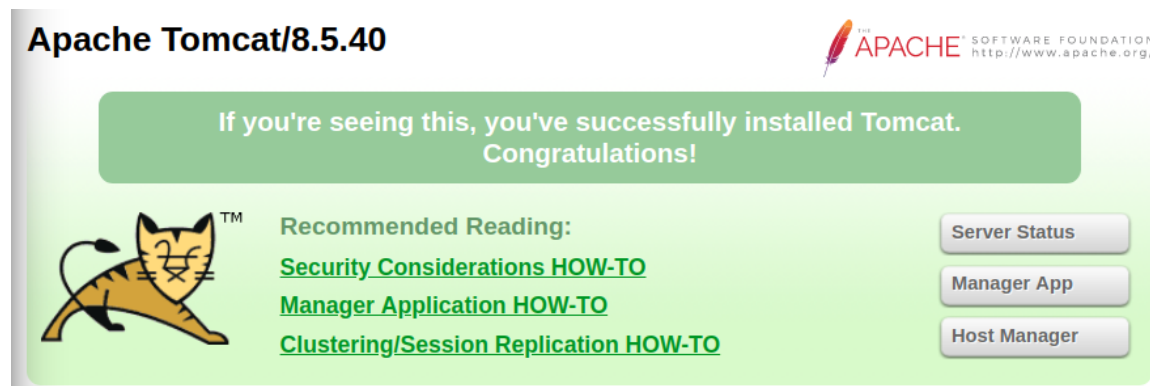 Apache Tomcat/8.5.40
THE
APACHE SOFTWARE FOUNDATION
http://www.apache.org/
If you're seeing this, you've successfully installed Tomcat.
Congratulations!
TM
Recommended Reading:
Security Considerations HOW-TO
Manager Application HOW-TO
Clustering/Session Replication HOW-TO
Server Status
Manager App
Host Manager